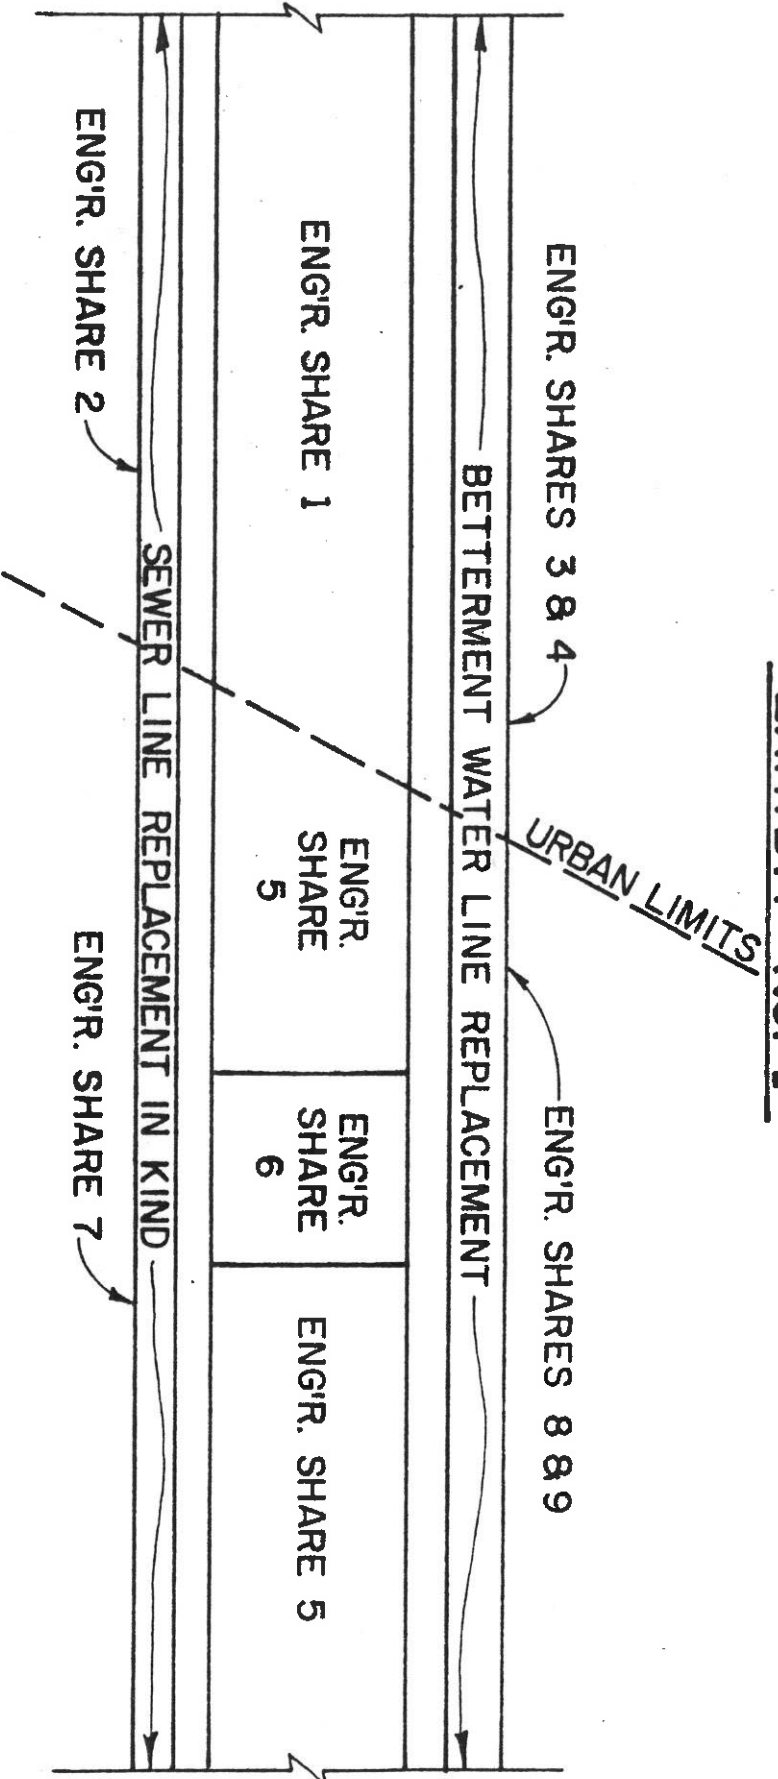 ENG'R. SHARES 3 & 4
ENG'R. SHARES 8 & 9
URBAN LIMITS
BETTERMENT WATER LINE REPLACEMENT
ENG'R. SHARE 1
ENG'R.
SHARE
5
ENG'R.
SHARE
6
ENG'R. SHARE 5
SEWER LINE REPLACEMENT IN KIND
ENG'R. SHARE 2
ENG'R. SHARE 7